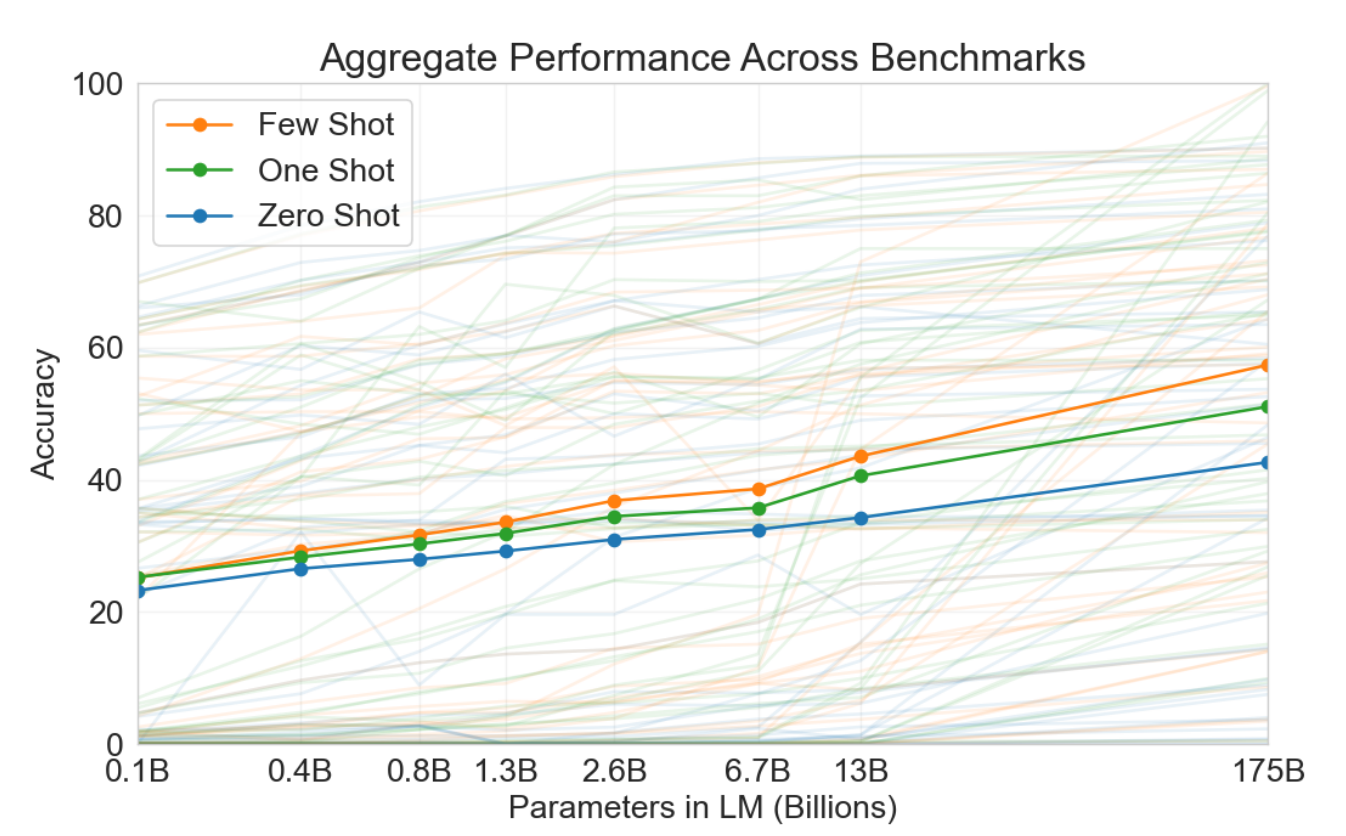 Aggregate Performance Across Benchmarks
100
80
60
40
20
0
Accuracy
Few Shot
One Shot
Zero Shot
0.1B 0.4B 0.8B 1.3B 2.6B 6.7B 13B 175B
Parameters in LM (Billions)